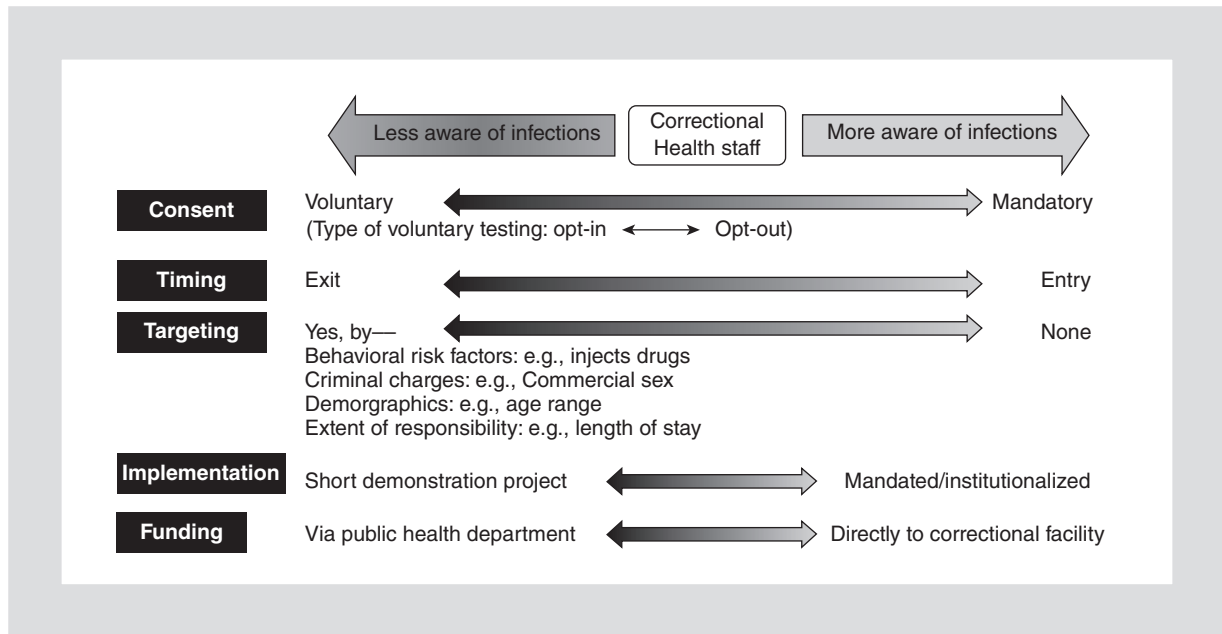 Less aware of infections
Correctional
Health staff
More aware of infections
Consent
Voluntary
Mandatory
(Type of voluntary testing: opt-in
Opt-out)
Timing
Exit
Entry
Targeting
Yes, by—
None
Behavioral risk factors: e.g., injects drugs
Criminal charges: e.g., Commercial sex
Demorgraphics: e.g., age range
Extent of responsibility: e.g., length of stay
Implementation
Short demonstration project
Mandated/institutionalized
Funding
Via public health department
Directly to correctional facility